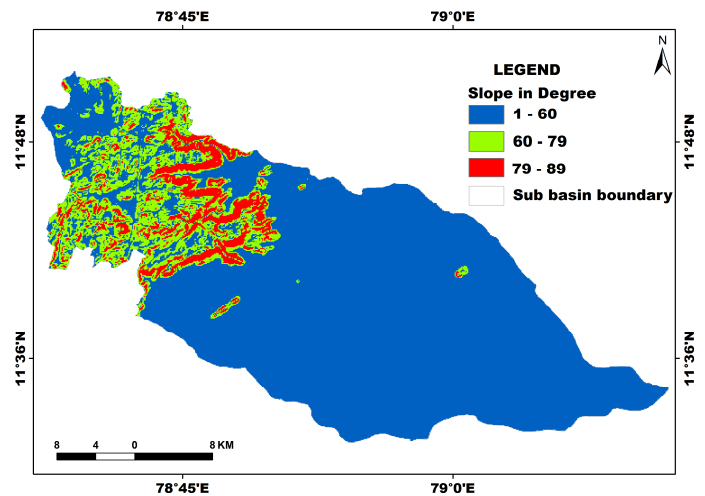 78°45'E 79°0'E
N
LEGEND
Slope in Degree
1 - 60
60 - 79
79 - 89
Sub basin boundary
11°48'N 11°48'N
11°36'N 11°36'N
8 4 0 8 KM
78°45'E 79°0'E